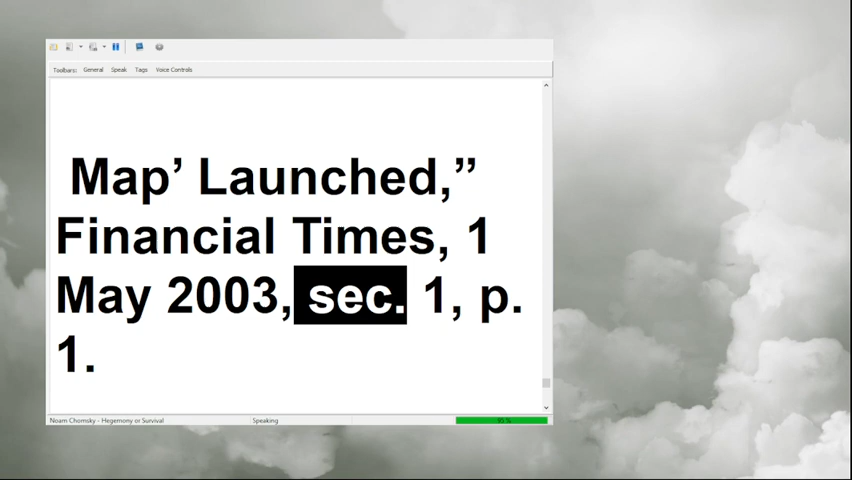 Toolbars: General Speak Tags Voice Controls
Map’ Launched,”
Financial Times, 1
May 2003, sec. 1, p.
1.
Noam Chomsky - Hegemony or Survival Speaking 95 %